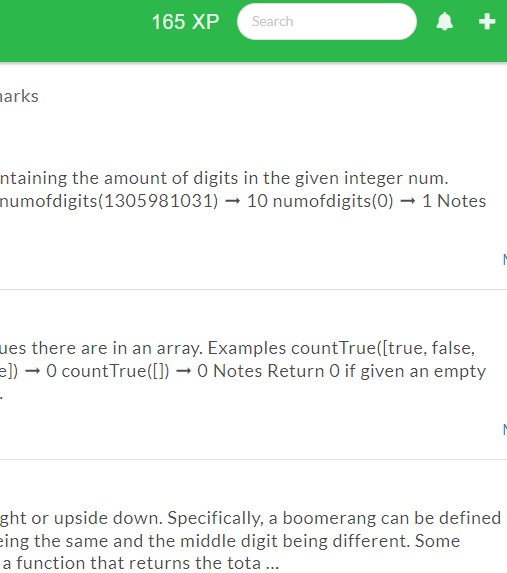 165 XP Search
ntaining the amount of digits in the given integer num.
numofdigits(1305981031) ➞ 10 numofdigits(0) ➞ 1 Notes
ues there are in an array. Examples countTrue([true, false,
e]) ➞ 0 countTrue([]) ➞ 0 Notes Return 0 if given an empty
.
ght or upside down. Specifically, a boomerang can be defined
eing the same and the middle digit being different. Some
a function that returns the tota ...